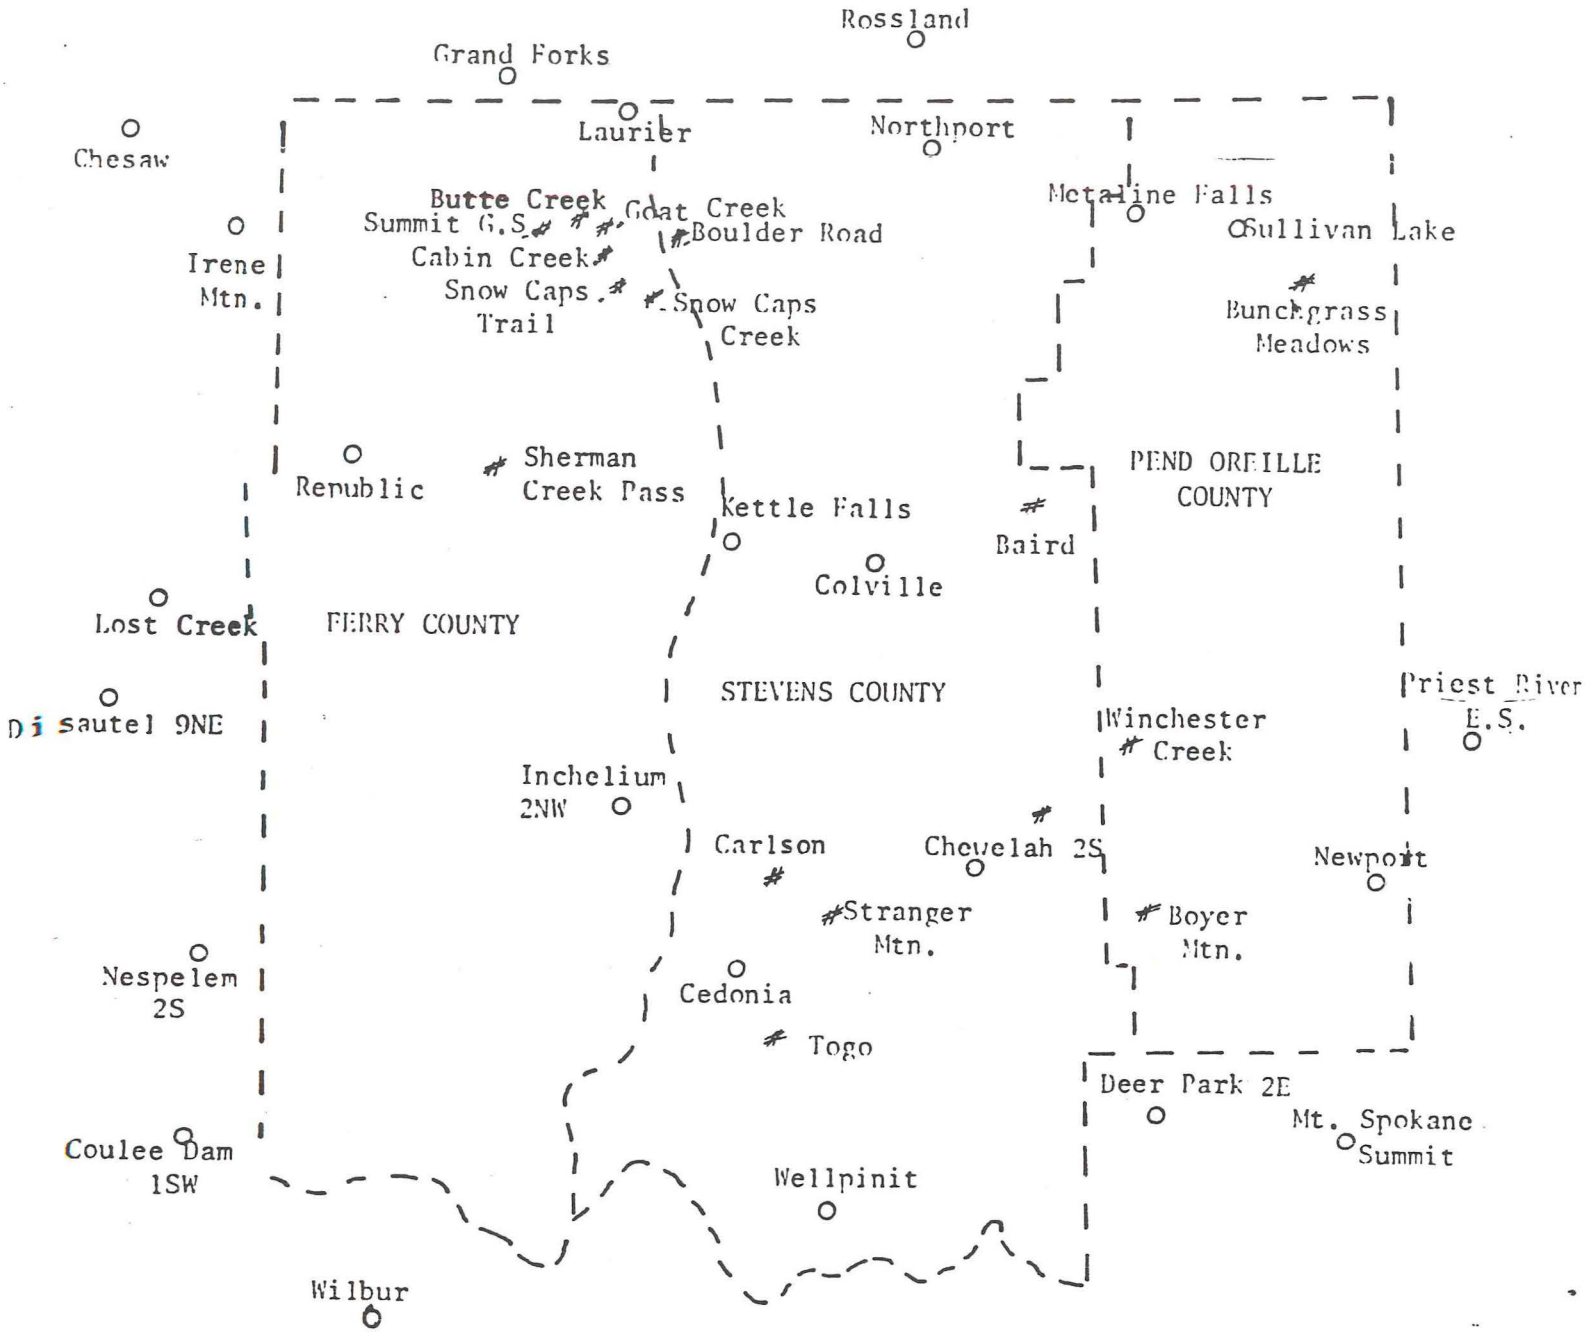 Rossland
Grand Forks
Laurier
Northport
Chesaw
Metaline Falls
Butte Creek
Goat Creek
Summit G.S.
Boulder Road
Sullivan Lake
Irene
Mtn.
Cabin Creek
Snow Caps
Trail
Snow Caps
Creek
Bunchgrass
Meadows
Republic
Sherman
Creek Pass
PEND OREILLE
COUNTY
Kettle Falls
Baird
Colville
Lost Creek
FERRY COUNTY
STEVENS COUNTY
Priest River
E.S.
Disautel 9NE
Winchester
Creek
Inchelium
2NW
Carlson
Chewelah 2S
Newport
Stranger
Mtn.
Boyer
Mtn.
Nespelem
2S
Cedonia
Togo
Deer Park 2E
Mt. Spokane
Summit
Coulee Dam
1SW
Wellpinit
Wilbur